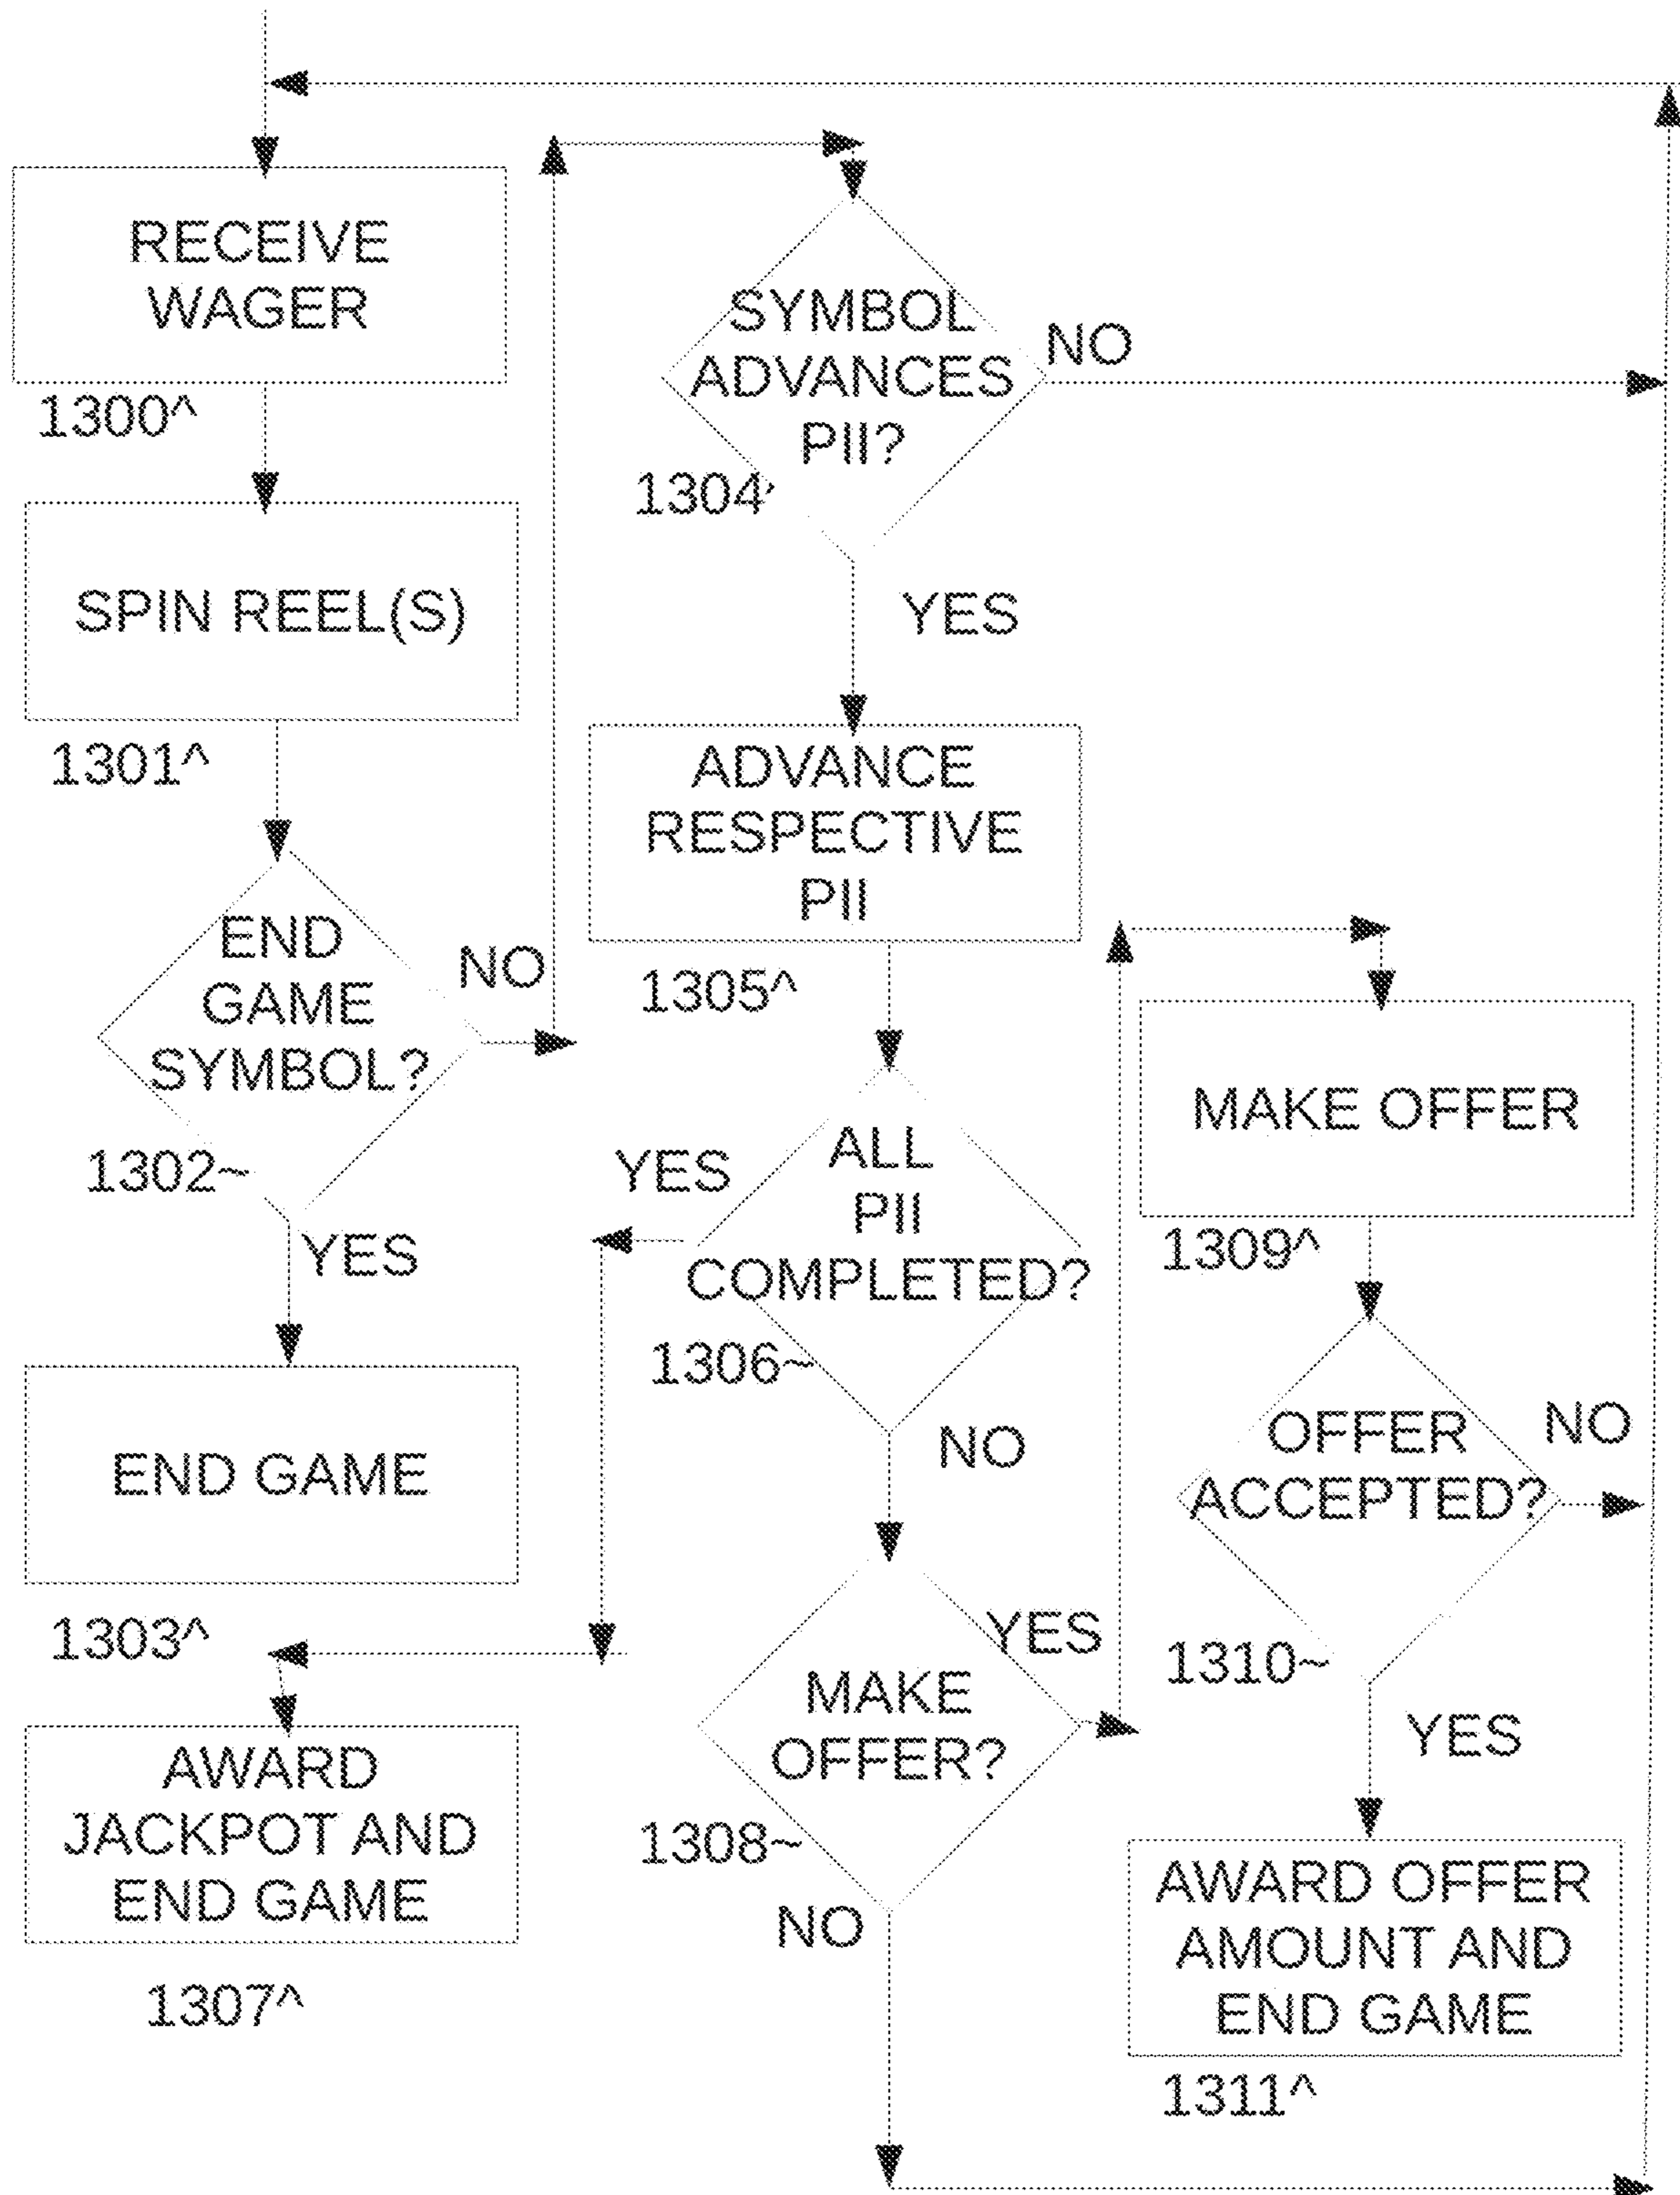 RECEIVE
WAGER
1300^
SPIN REEL(S)
1301^
END
GAME
SYMBOL?
NO
1302~
YES
END GAME
1303^
AWARD
JACKPOT AND
END GAME
1307^
SYMBOL
ADVANCES
PII?
NO
1304
YES
ADVANCE
RESPECTIVE
PII
1305^
ALL
PII
COMPLETED?
YES
1306~
NO
MAKE
OFFER?
YES
1308~
NO
MAKE OFFER
1309^
OFFER
ACCEPTED?
NO
1310~
YES
AWARD OFFER
AMOUNT AND
END GAME
1311^